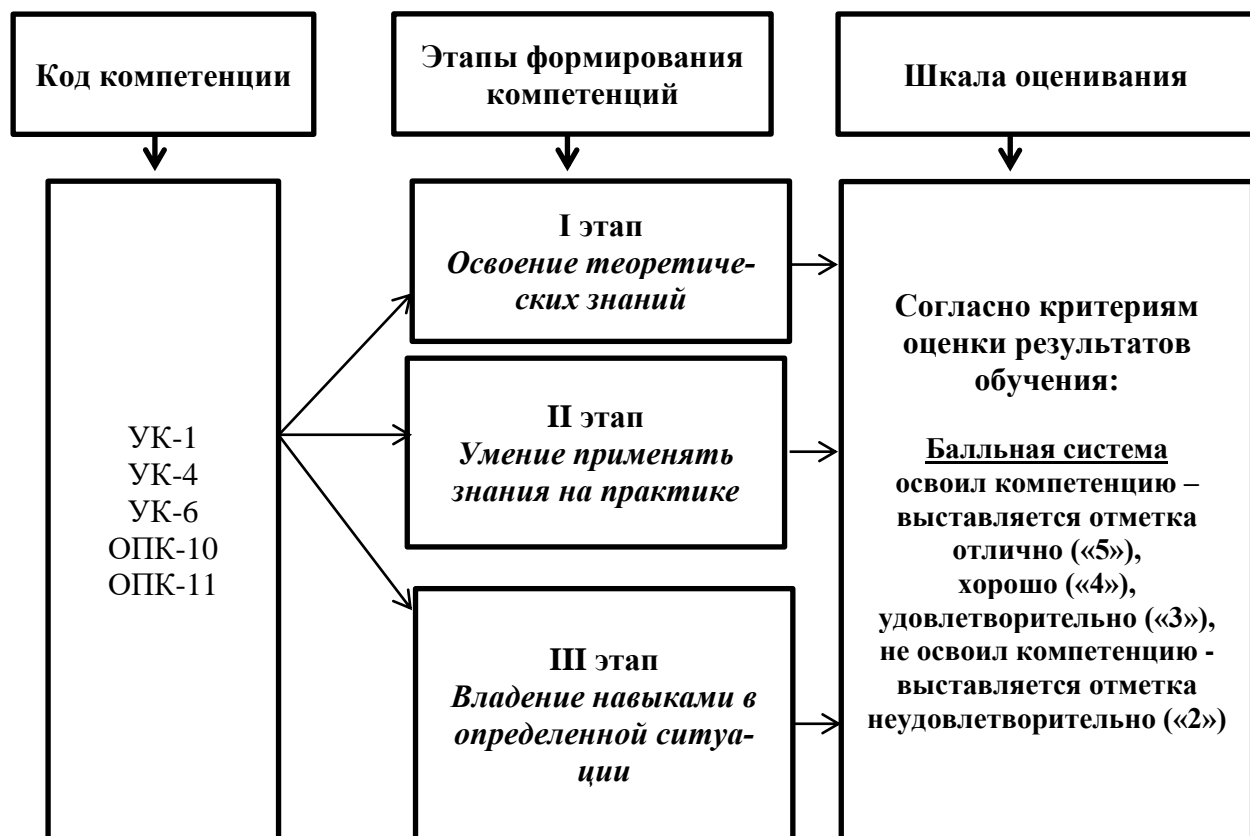 Код компетенции
Этапы формирования
компетенций
Шкала оценивания
УК-1
УК-4
УК-6
ОПК-10
ОПК-11
I этап
Освоение теоретиче-
ских знаний
II этап
Умение применять
знания на практике
III этап
Владение навыками в
определенной ситуа-
ции
Согласно критериям
оценки результатов
обучения:
Балльная система
освоил компетенцию –
выставляется отметка
отлично («5»),
хорошо («4»),
удовлетворительно («3»),
не освоил компетенцию -
выставляется отметка
неудовлетворительно («2»)